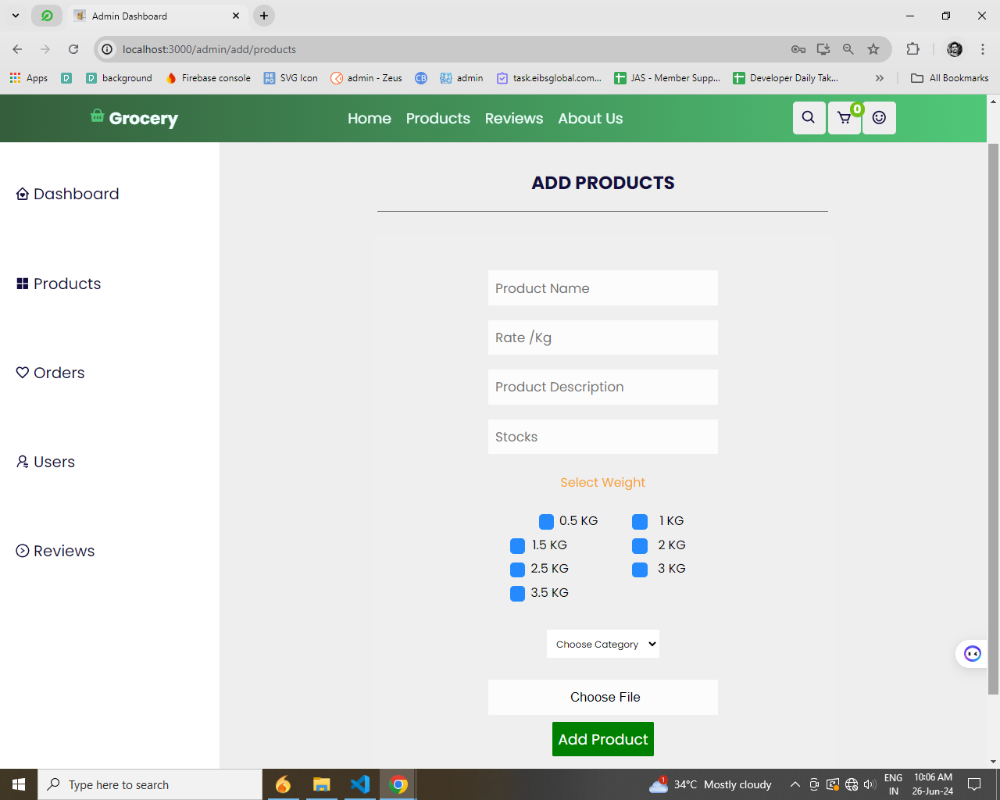 Admin Dashboard
localhost:3000/admin/add/products
Apps
background
Firebase console
REPO
SVG Icon
admin - Zeus
CB
admin
task.eibsglobal.com...
JAS - Member Supp...
Developer Daily Tak...
All Bookmarks
Grocery
Home
Products
Reviews
About Us
0
Dashboard
Products
Orders
Users
Reviews
ADD PRODUCTS
Product Name
Rate /Kg
Product Description
Stocks
Select Weight
0.5 KG
1 KG
1.5 KG
2 KG
2.5 KG
3 KG
3.5 KG
Choose Category
Choose File
Add Product
Type here to search
1
34°C Mostly cloudy
ENG
IN
10:06 AM
26-Jun-24